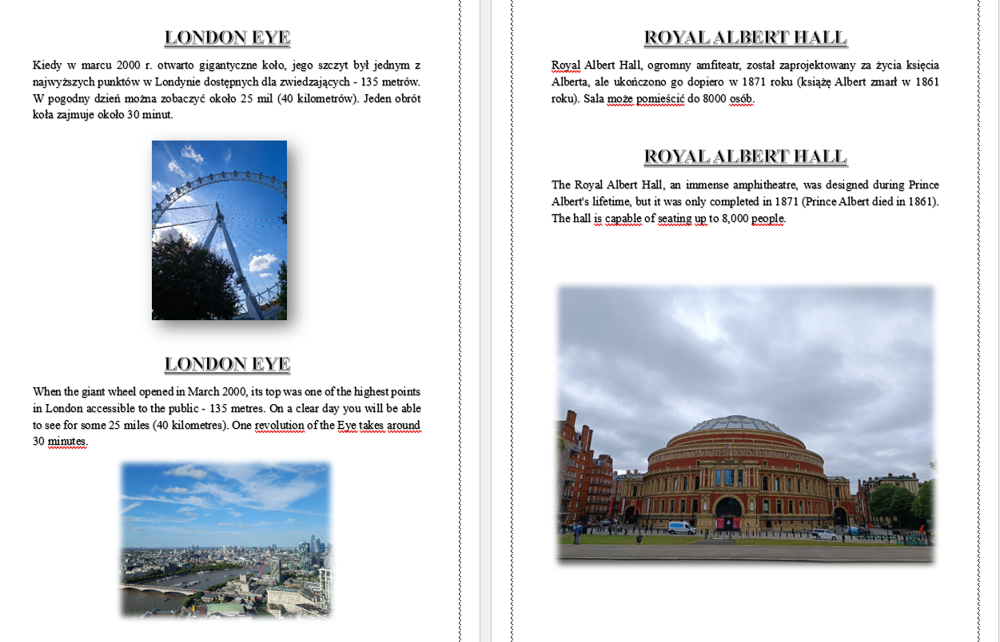 LONDON EYE
Kiedy w marcu 2000 r. otwarto gigantyczne koło, jego szczyt był jednym z
najwyższych punktów w Londynie dostępnych dla zwiedzających - 135 metrów.
W pogodny dzień można zobaczyć około 25 mil (40 kilometrów). Jeden obrót
koła zajmuje około 30 minut.
LONDON EYE
When the giant wheel opened in March 2000, its top was one of the highest points
in London accessible to the public - 135 metres. On a clear day you will be able
to see for some 25 miles (40 kilometres). One revolution of the Eye takes around
30 minutes.
ROYAL ALBERT HALL
Royal Albert Hall, ogromny amfiteatr, został zaprojektowany za życia księcia
Alberta, ale ukończono go dopiero w 1871 roku (książę Albert zmarł w 1861
roku). Sala może pomieścić do 8000 osób.
ROYAL ALBERT HALL
The Royal Albert Hall, an immense amphitheatre, was designed during Prince
Albert's lifetime, but it was only completed in 1871 (Prince Albert died in 1861).
The hall is capable of seating up to 8,000 people.